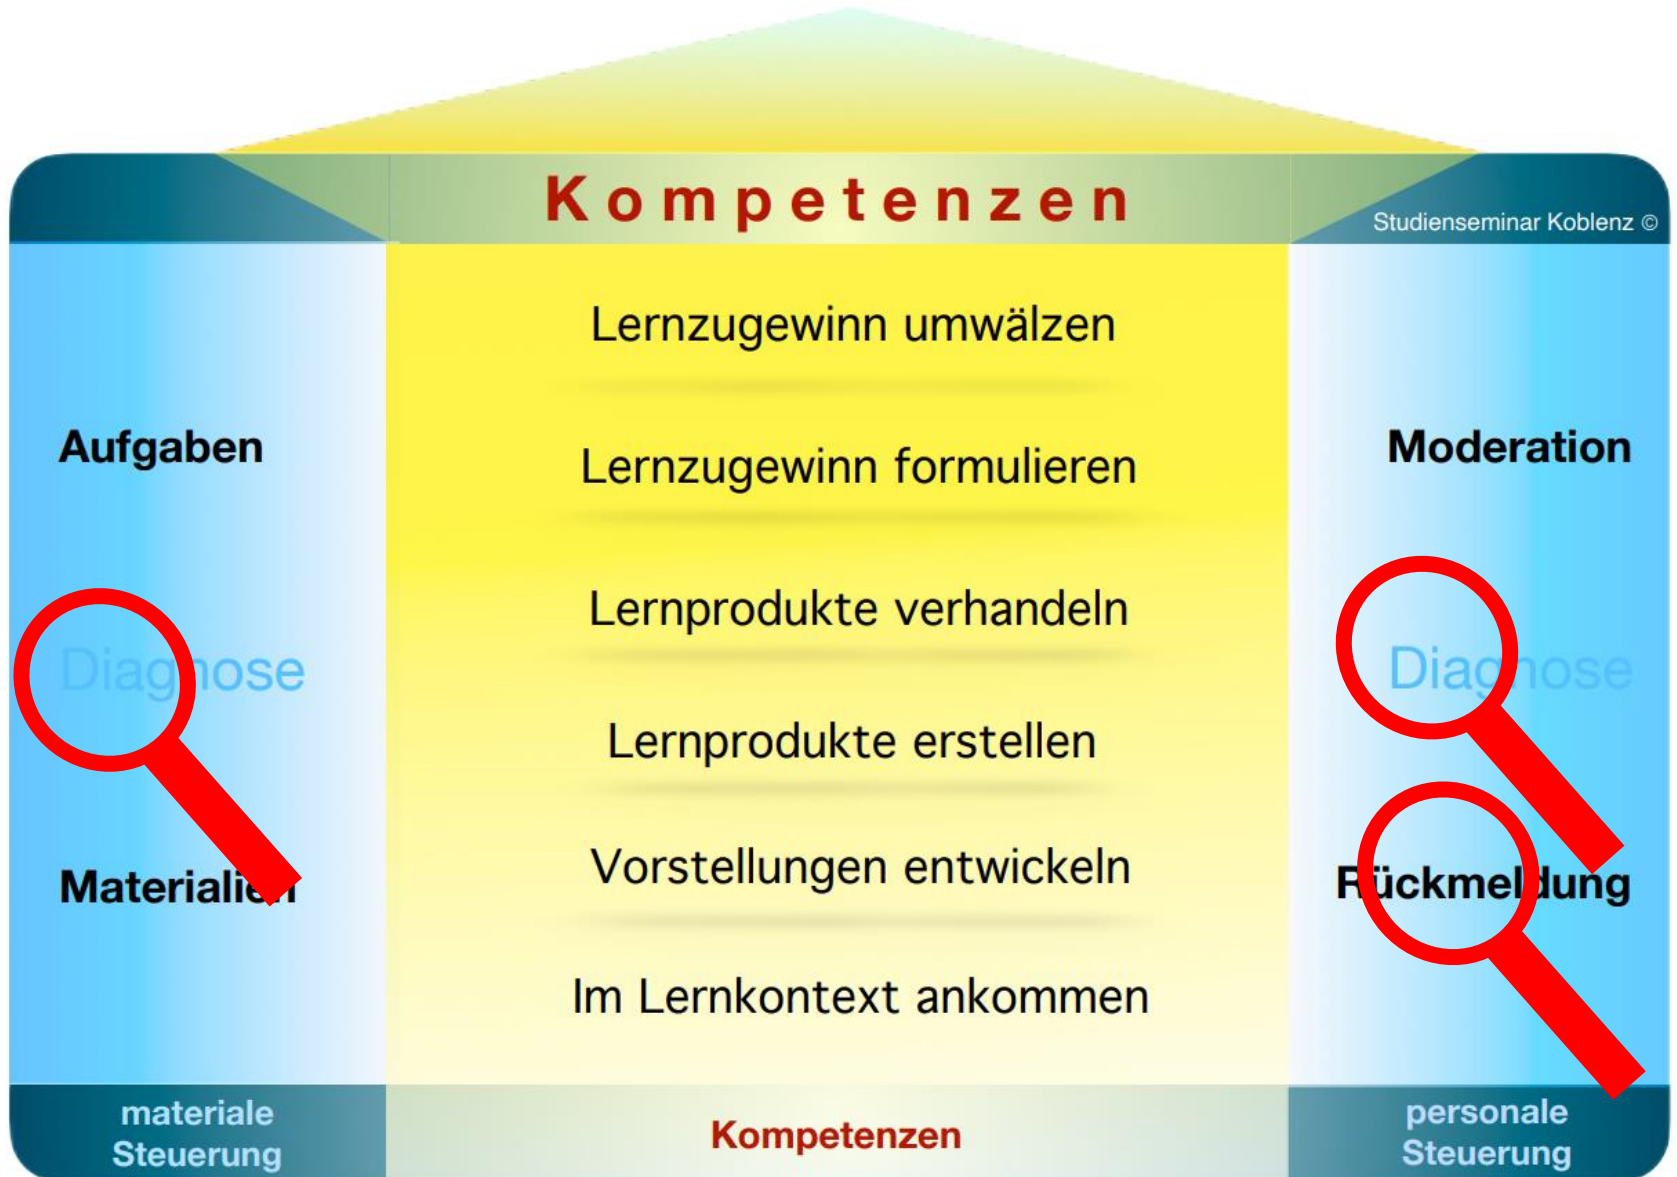 Kompetenzen
Studienseminar Koblenz ©
Lernzugewinn umwälzen
Aufgaben
Lernzugewinn formulieren
Moderation
Lernprodukte verhandeln
Diagnose
Diagnose
Lernprodukte erstellen
Materialien
Vorstellungen entwickeln
Rückmeldung
Im Lernkontext ankommen
materiale
Steuerung
Kompetenzen
personale
Steuerung